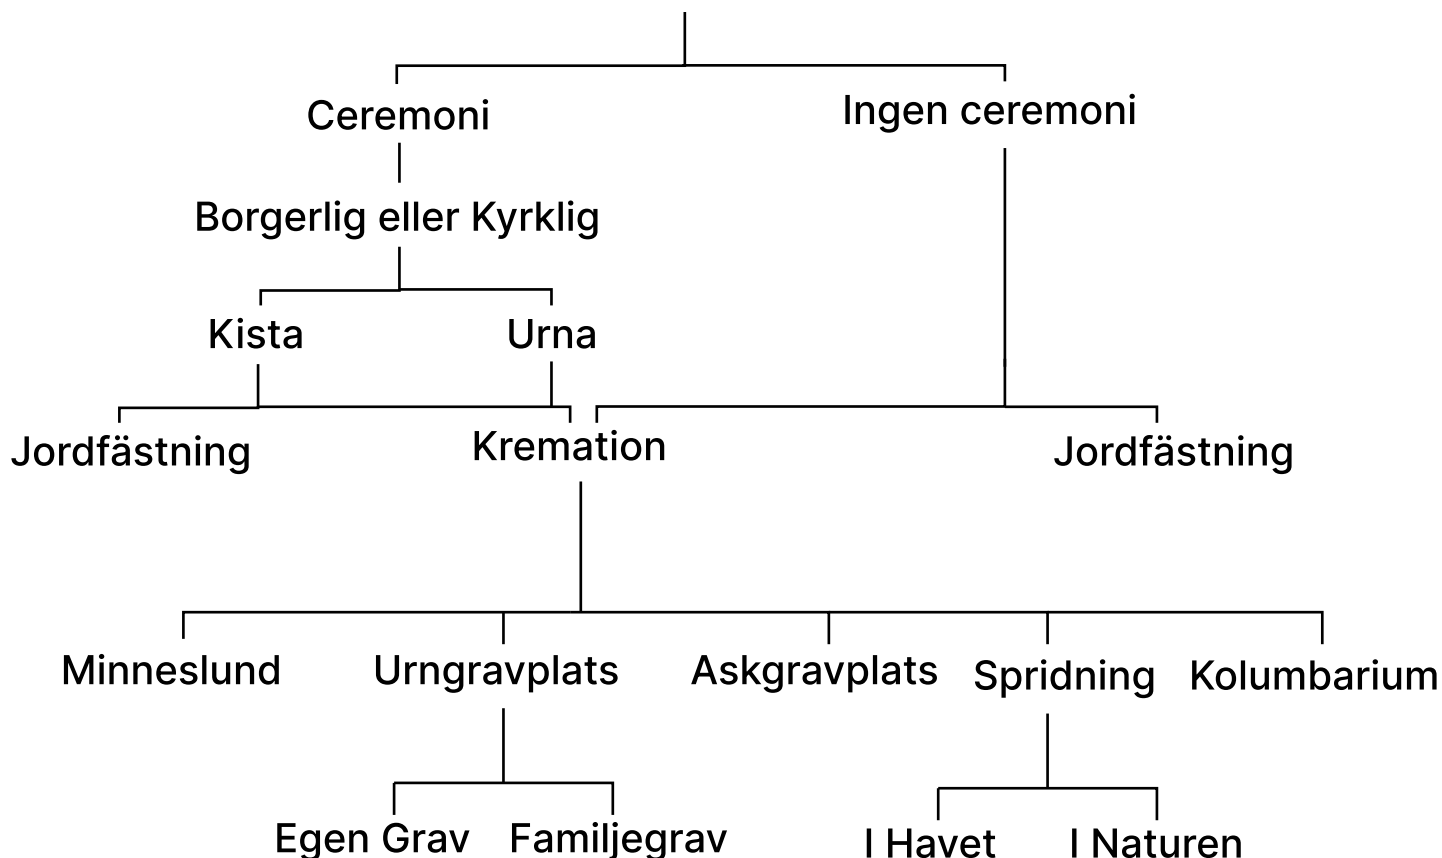 Ceremoni
Ingen ceremoni
Borgerlig eller Kyrklig
Kista
Urna
Jordfästning
Kremation
Jordfästning
Minneslund
Urngravplats
Askgravplats
Spridning
Kolumbarium
Egen Grav
Familjegrav
I Havet
I Naturen